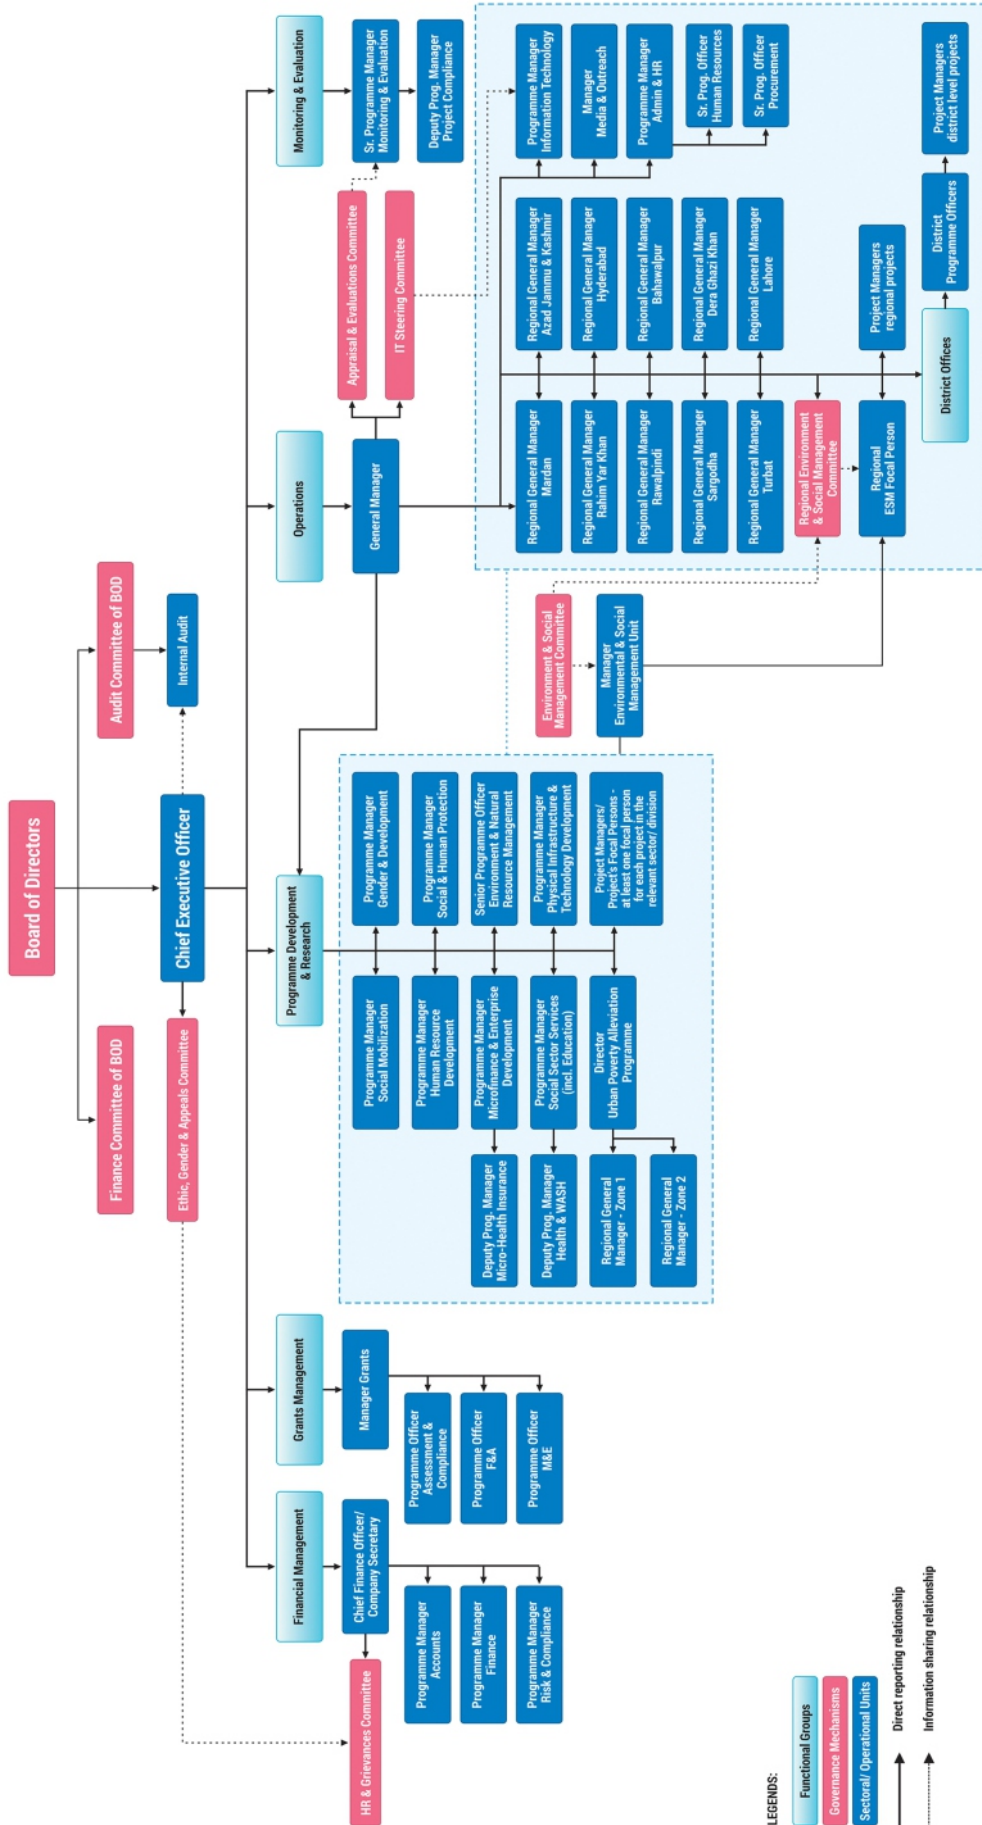 Board of Directors
Finance Committee of BOD
Audit Committee of BOD
Ethic, Gender & Appeals Committee
Chief Executive Officer
Internal Audit
Financial Management
Grants Management
Programme Development
& Research
Operations
Monitoring & Evaluation
HR & Grievances Committee
Chief Finance Officer/
Company Secretary
Programme Manager
Accounts
Programme Manager
Finance
Programme Manager
Risk & Compliance
Manager Grants
Programme Officer
Assessment &
Compliance
Programme Officer
F&A
Programme Officer
M&E
Programme Manager
Social Mobilization
Programme Manager
Gender & Development
Programme Manager
Human Resource
Development
Programme Manager
Social & Human Protection
Deputy Prog. Manager
Micro-Health Insurance
Programme Manager
Microfinance & Enterprise
Development
Senior Programme Officer
Environment & Natural
Resource Management
Deputy Prog. Manager
Health & WASH
Programme Manager
Social Sector Services
(incl. Education)
Programme Manager
Physical Infrastructure &
Technology Development
Regional General
Manager - Zone 1
Director
Urban Poverty Alleviation
Programme
Project Managers/
Project's Focal Persons -
at least one focal person
for each project in the
relevant sector/ division
Regional General
Manager - Zone 2
General Manager
Appraisal & Evaluations Committee
IT Steering Committee
Sr. Programme Manager
Monitoring & Evaluation
Deputy Prog. Manager
Project Compliance
Environment & Social
Management Committee
Manager
Environmental & Social
Management Unit
Regional General Manager
Mardan
Regional General Manager
Azad Jammu & Kashmir
Programme Manager
Information Technology
Regional General Manager
Rahim Yar Khan
Regional General Manager
Hyderabad
Manager
Media & Outreach
Regional General Manager
Rawalpindi
Regional General Manager
Bahawalpur
Programme Manager
Admin & HR
Regional General Manager
Sargodha
Regional General Manager
Dera Ghazi Khan
Sr. Prog. Officer
Human Resources
Regional General Manager
Turbat
Regional General Manager
Lahore
Sr. Prog. Officer
Procurement
Regional Environment
& Social Management
Committee
Regional
ESM Focal Person
Project Managers
regional projects
District Offices
District
Programme Officers
Project Managers
district level projects
LEGENDS:
Functional Groups
Governance Mechanisms
Sectoral/ Operational Units
Direct reporting relationship
Information sharing relationship